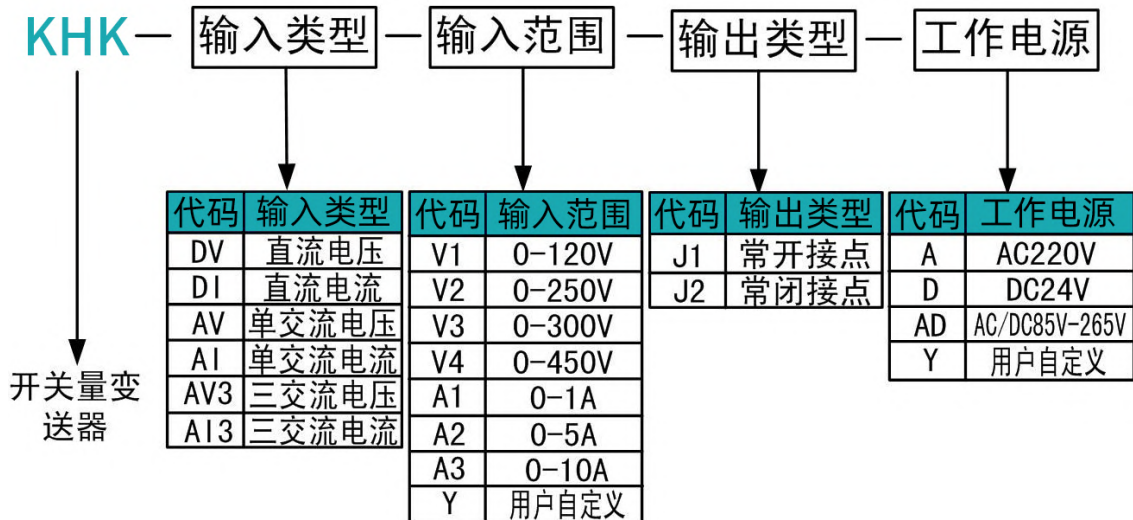 KHK — 输入类型 — 输入范围 — 输出类型 — 工作电源
开关量变
送器
代码 输入类型
DV 直流电压
DI 直流电流
AV 单交流电压
AI 单交流电流
AV3 三交流电压
AI3 三交流电流
代码 输入范围
V1 0-120V
V2 0-250V
V3 0-300V
V4 0-450V
A1 0-1A
A2 0-5A
A3 0-10A
Y 用户自定义
代码 输出类型
J1 常开接点
J2 常闭接点
代码 工作电源
A AC220V
D DC24V
AD AC/DC85V-265V
Y 用户自定义